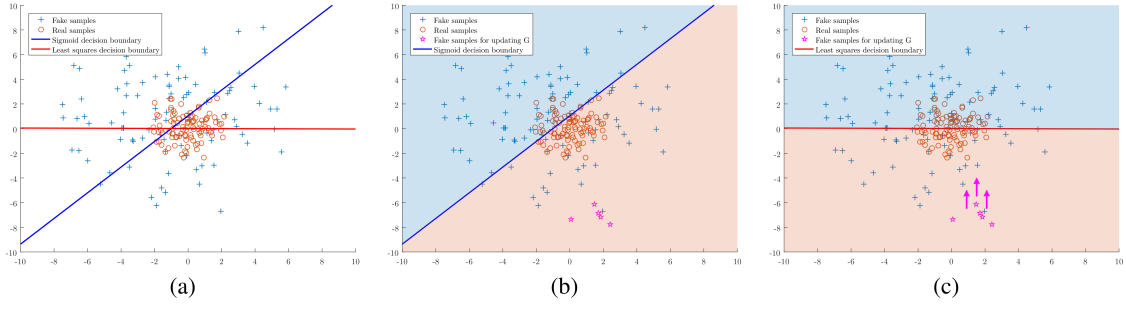 Fake samples
Real samples
Sigmoid decision boundary
Least squares decision boundary
10
8
6
4
2
0
-2
-4
-6
-8
-10
-10 -8 -6 -4 -2 0 2 4 6 8 10
(a)
Fake samples
Real samples
Fake samples for updating G
Sigmoid decision boundary
10
8
6
4
2
0
-2
-4
-6
-8
-10
-10 -8 -6 -4 -2 0 2 4 6 8 10
(b)
Fake samples
Real samples
Fake samples for updating G
Least squares decision boundary
10
8
6
4
2
0
-2
-4
-6
-8
-10
-10 -8 -6 -4 -2 0 2 4 6 8 10
(c)